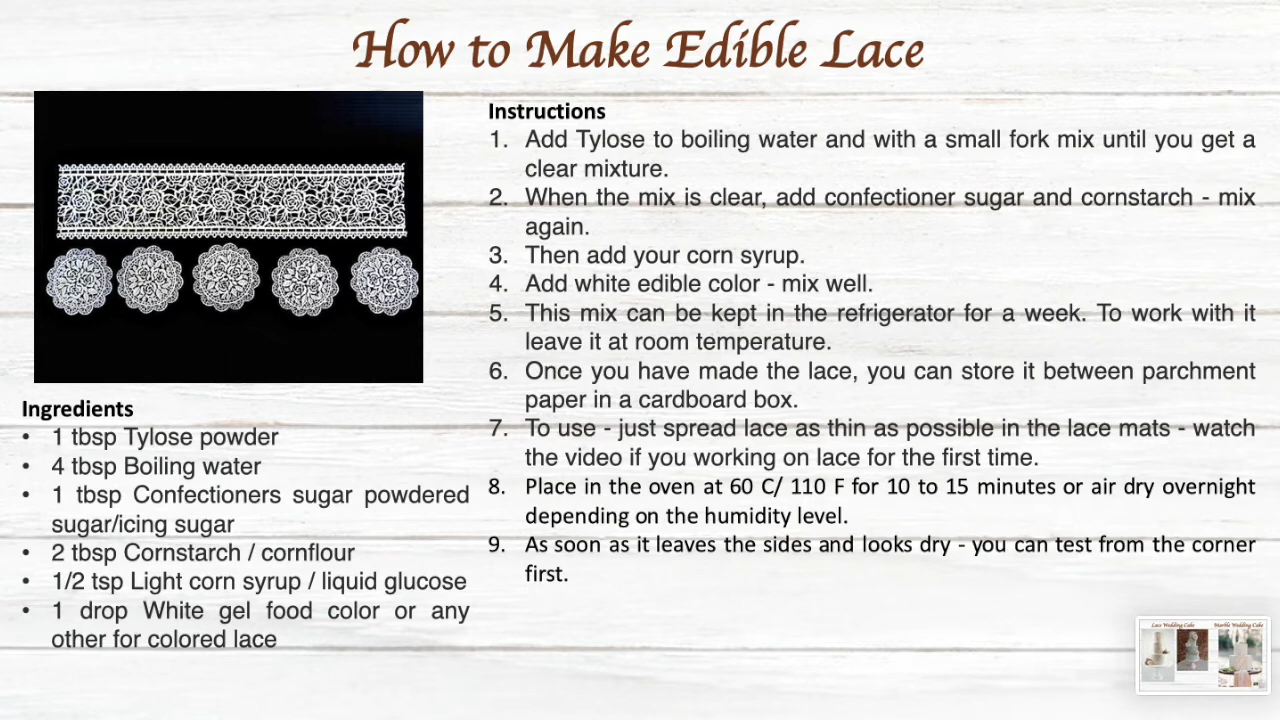 How to Make Edible Lace
Ingredients
• 1 tbsp Tylose powder
• 4 tbsp Boiling water
• 1 tbsp Confectioners sugar powdered
sugar/icing sugar
• 2 tbsp Cornstarch / cornflour
• 1/2 tsp Light corn syrup / liquid glucose
• 1 drop White gel food color or any
other for colored lace
Instructions
1. Add Tylose to boiling water and with a small fork mix until you get a
clear mixture.
2. When the mix is clear, add confectioner sugar and cornstarch - mix
again.
3. Then add your corn syrup.
4. Add white edible color - mix well.
5. This mix can be kept in the refrigerator for a week. To work with it
leave it at room temperature.
6. Once you have made the lace, you can store it between parchment
paper in a cardboard box.
7. To use - just spread lace as thin as possible in the lace mats - watch
the video if you working on lace for the first time.
8. Place in the oven at 60 C/ 110 F for 10 to 15 minutes or air dry overnight
depending on the humidity level.
9. As soon as it leaves the sides and looks dry - you can test from the corner
first.
Lace Wedding Cake
Marble Wedding Cake